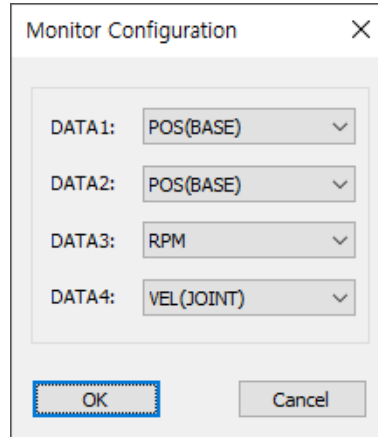 Monitor Configuration
DATA1: POS(BASE)
DATA2: POS(BASE)
DATA3: RPM
DATA4: VEL(JOINT)
OK Cancel